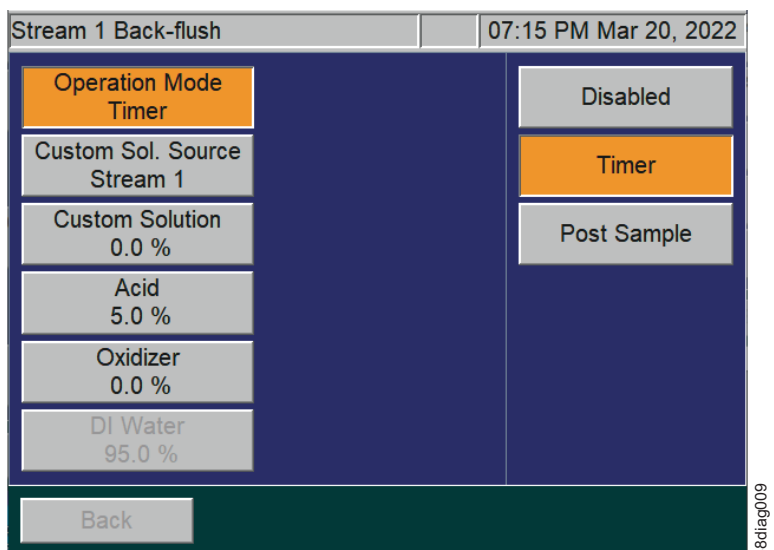 Stream 1 Back-flush
07:15 PM Mar 20, 2022
Operation Mode
Timer
Custom Sol. Source
Stream 1
Custom Solution
0.0 %
Acid
5.0 %
Oxidizer
0.0 %
DI Water
95.0 %
Disabled
Timer
Post Sample
Back
8diag009